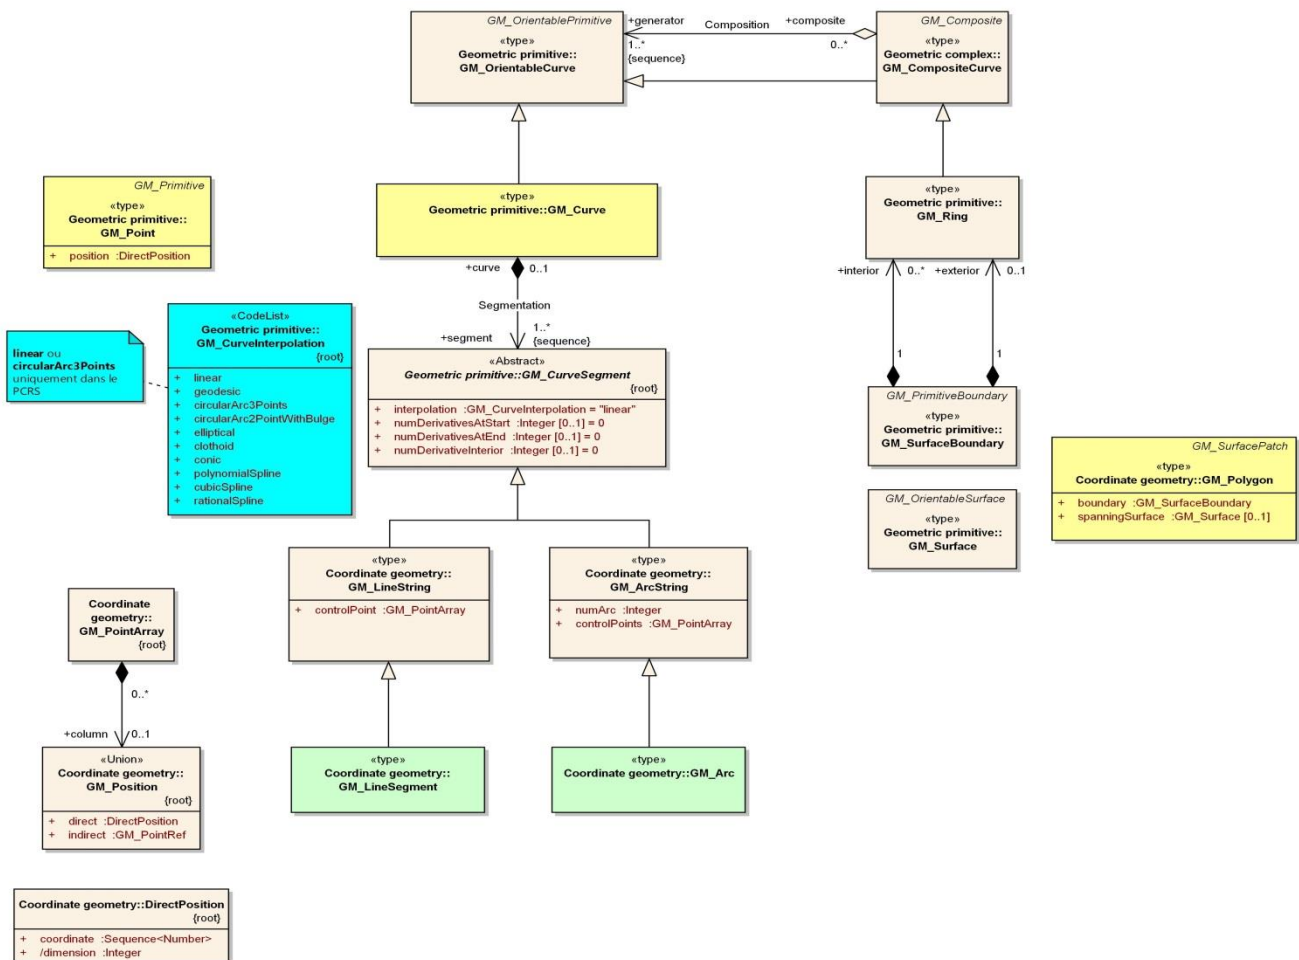 GM_OrientablePrimitive
«type»
Geometric primitive::
GM_OrientableCurve
+generator
Composition
+composite
1..*
{sequence}
0..*
GM_Composite
«type»
Geometric complex::
GM_CompositeCurve
GM_Primitive
«type»
Geometric primitive::
GM_Point
+ position :DirectPosition
«type»
Geometric primitive::GM_Curve
«type»
Geometric primitive::
GM_Ring
+curve
0..1
Segmentation
+segment
1..*
{sequence}
+interior
0..*
+exterior
0..1
1
1
linear ou
circularArc3Points
uniquement dans le
PCRS
«CodeList»
Geometric primitive::
GM_CurveInterpolation
{root}
+ linear
+ geodesic
+ circularArc3Points
+ circularArc2PointWithBulge
+ elliptical
+ clothoid
+ conic
+ polynomialSpline
+ cubicSpline
+ rationalSpline
«Abstract»
Geometric primitive::GM_CurveSegment
{root}
+ interpolation :GM_CurveInterpolation = "linear"
+ numDerivativesAtStart :Integer [0..1] = 0
+ numDerivativesAtEnd :Integer [0..1] = 0
+ numDerivativeInterior :Integer [0..1] = 0
GM_PrimitiveBoundary
«type»
Geometric primitive::
GM_SurfaceBoundary
GM_SurfacePatch
«type»
Coordinate geometry::GM_Polygon
+ boundary :GM_SurfaceBoundary
+ spanningSurface :GM_Surface [0..1]
GM_OrientableSurface
«type»
Geometric primitive::
GM_Surface
«type»
Coordinate geometry::
GM_LineString
+ controlPoint :GM_PointArray
«type»
Coordinate geometry::
GM_ArcString
+ numArc :Integer
+ controlPoints :GM_PointArray
Coordinate
geometry::
GM_PointArray
{root}
0..*
+column
0..1
«Union»
Coordinate geometry::
GM_Position
{root}
+ direct :DirectPosition
+ indirect :GM_PointRef
«type»
Coordinate geometry::
GM_LineSegment
«type»
Coordinate geometry::GM_Arc
Coordinate geometry::DirectPosition
{root}
+ coordinate :Sequence<Number>
+ /dimension :Integer